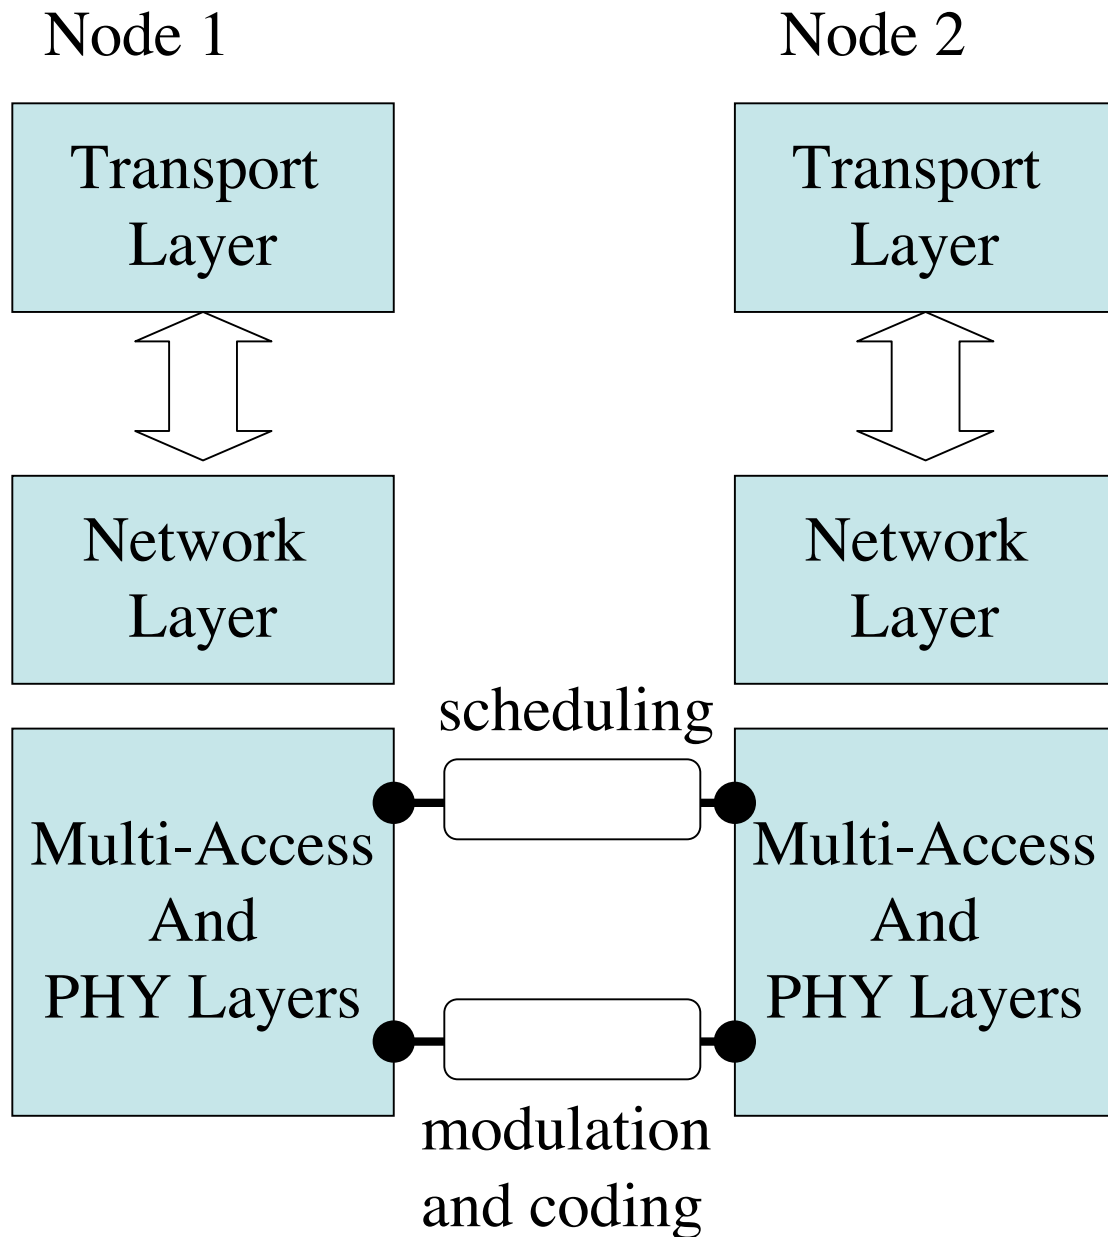 Node 1
Node 2
Transport
Layer
Transport
Layer
Network
Layer
Network
Layer
scheduling
Multi-Access
And
PHY Layers
Multi-Access
And
PHY Layers
modulation
and coding